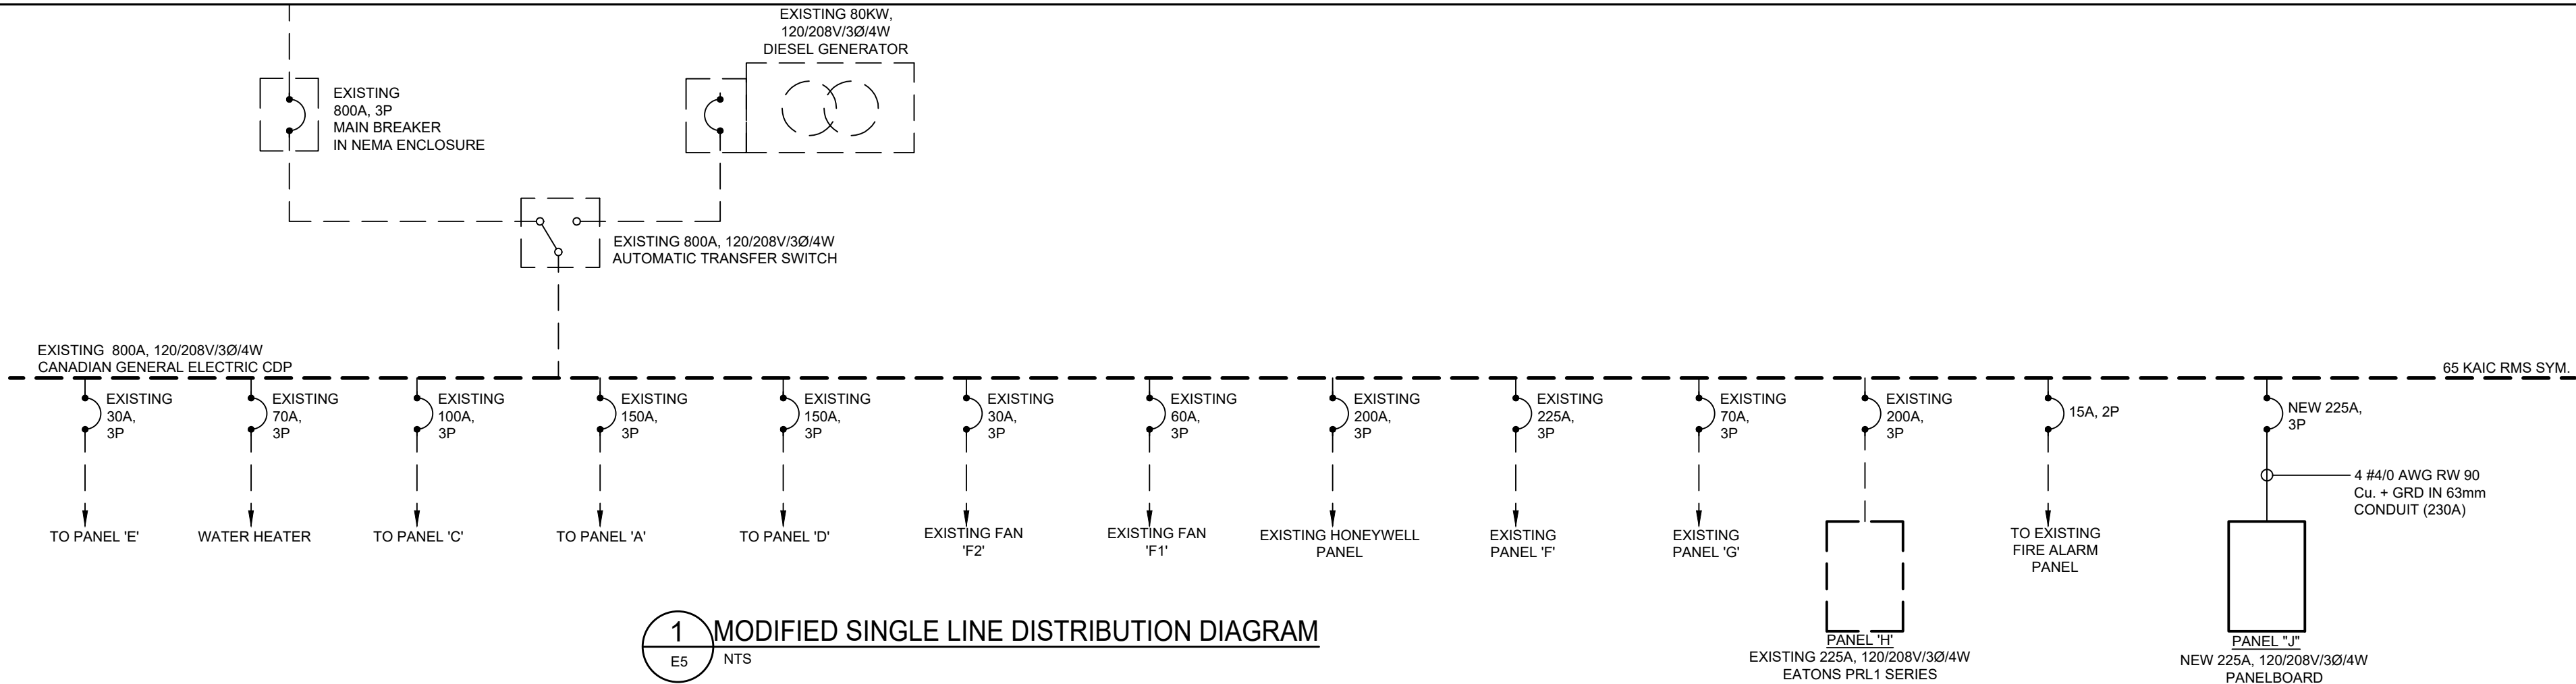 EXISTING 80KW,
120/208V/3Ø/4W
DIESEL GENERATOR
EXISTING
800A, 3P
MAIN BREAKER
IN NEMA ENCLOSURE
EXISTING 800A, 120/208V/3Ø/4W
AUTOMATIC TRANSFER SWITCH
EXISTING 800A, 120/208V/3Ø/4W
CANADIAN GENERAL ELECTRIC CDP
65 KAIC RMS SYM.
EXISTING
30A,
3P
TO PANEL 'E'
EXISTING
70A,
3P
WATER HEATER
EXISTING
100A,
3P
TO PANEL 'C'
EXISTING
150A,
3P
TO PANEL 'A'
EXISTING
150A,
3P
TO PANEL 'D'
EXISTING
30A,
3P
EXISTING FAN
'F2'
EXISTING
60A,
3P
EXISTING FAN
'F1'
EXISTING
200A,
3P
EXISTING HONEYWELL
PANEL
EXISTING
225A,
3P
EXISTING
PANEL 'F'
EXISTING
70A,
3P
EXISTING
PANEL 'G'
EXISTING
200A,
3P
PANEL 'H'
EXISTING 225A, 120/208V/3Ø/4W
EATONS PRL1 SERIES
15A, 2P
TO EXISTING
FIRE ALARM
PANEL
NEW 225A,
3P
4 #4/0 AWG RW 90
Cu. + GRD IN 63mm
CONDUIT (230A)
PANEL "J"
NEW 225A, 120/208V/3Ø/4W
PANELBOARD
1
E5
MODIFIED SINGLE LINE DISTRIBUTION DIAGRAM
NTS